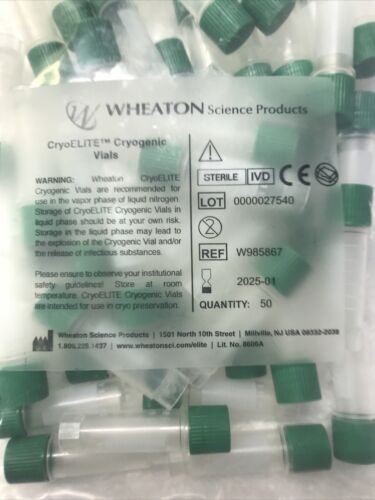 WHEATON Science Products
CryoELITE™ Cryogenic
Vials
WARNING: Wheaton CryoELITE
Cryogenic Vials are recommended for
use in the vapor phase of liquid nitrogen.
Storage of CryoELITE Cryogenic Vials in
liquid phase should be at your own risk.
Storage in the liquid phase may lead to
the explosion of the Cryogenic Vial and/or
the release of infectious substances.
Please ensure to observe your institutional
safety guidelines! Store at room
temperature. CryoELITE Cryogenic Vials
are intended for use in cryo preservation.
STERILE IVD CE
LOT 0000027540
2
REF W985867
2025-01
QUANTITY: 50
Wheaton Science Products | 1501 North 10th Street | Millville, NJ USA 08332-2039
1.800.225.1437 | www.wheatonsci.com/elite | Lit. No. 8606A